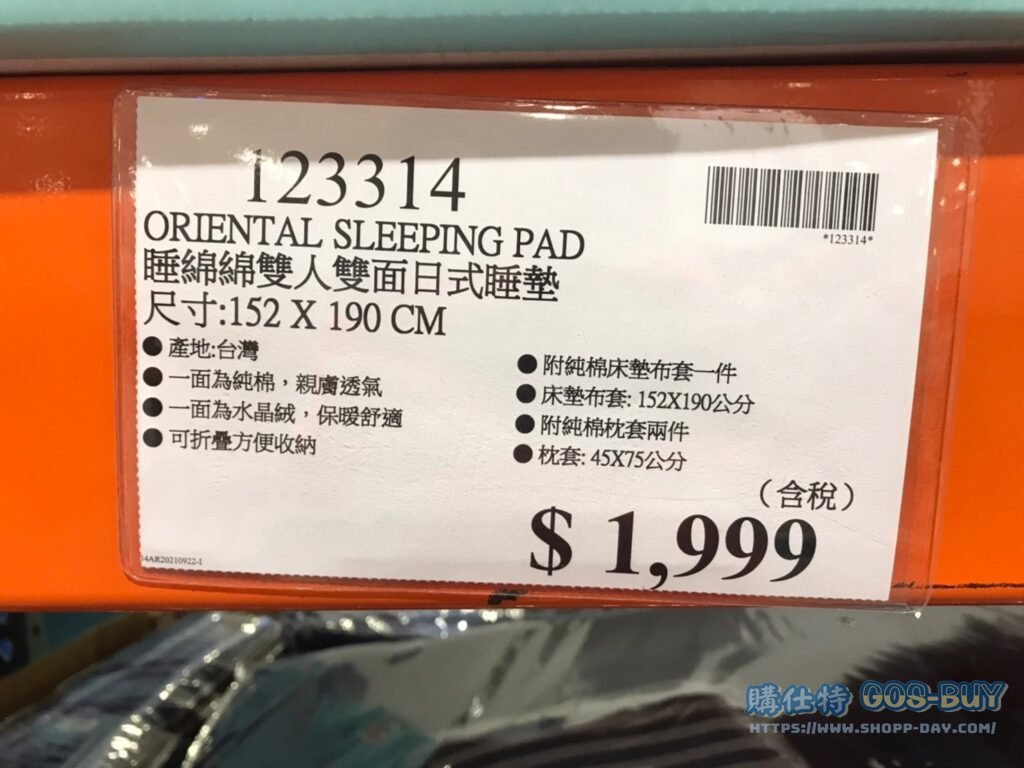 123314
*123314*
ORIENTAL SLEEPING PAD
睡綿綿雙人雙面日式睡墊
尺寸:152 X 190 CM
● 產地:台灣
● 一面為純棉，親膚透氣
● 一面為水晶絨，保暖舒適
● 可折疊方便收納
● 附純棉床墊布套一件
● 床墊布套: 152X190公分
● 附純棉枕套兩件
● 枕套: 45X75公分
（含稅）
$ 1,999
購仕特 GOS-BUY
HTTPS://WWW.SHOPP-DAY.COM/